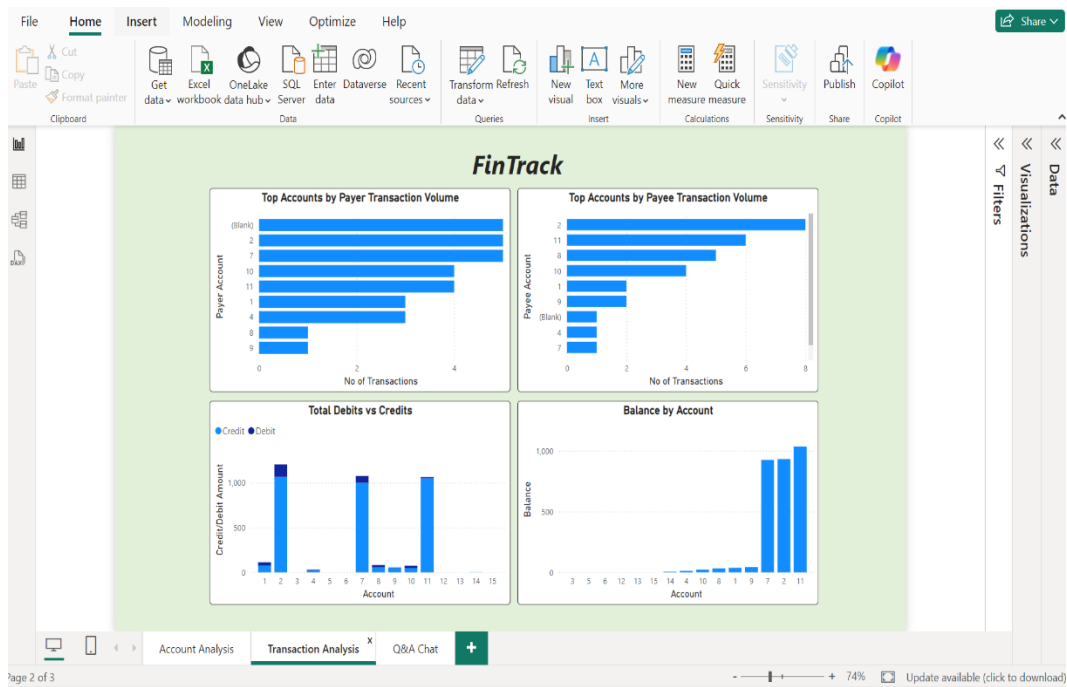 File Home Insert Modeling View Optimize Help Share
Paste
Cut
Copy
Format painter
Clipboard
Get data
Excel workbook
OneLake data hub
SQL Server
Enter data
Dataverse
Recent sources
Data
Transform data
Refresh
Queries
New visual
Text box
More visuals
Insert
New measure
Quick measure
Calculations
Sensitivity
Sensitivity
Publish
Share
Copilot
Copilot
FinTrack
Top Accounts by Payer Transaction Volume
Payer Account
(Blank)
2
7
10
11
1
4
8
9
0 2 4
No of Transactions
Top Accounts by Payee Transaction Volume
Payee Account
2
11
8
10
1
9
(Blank)
4
7
0 2 4 6 8
No of Transactions
Total Debits vs Credits
Credit Debit
Credit/Debit Amount
1,000
500
0
1 2 3 4 5 6 7 8 9 10 11 12 13 14 15
Account
Balance by Account
Balance
1,000
500
0
3 5 6 12 13 15 14 4 10 8 1 9 7 2 11
Account
Filters
Visualizations
Data
Account Analysis
Transaction Analysis x
Q&A Chat
+
Page 2 of 3
- + 74%
Update available (click to download)